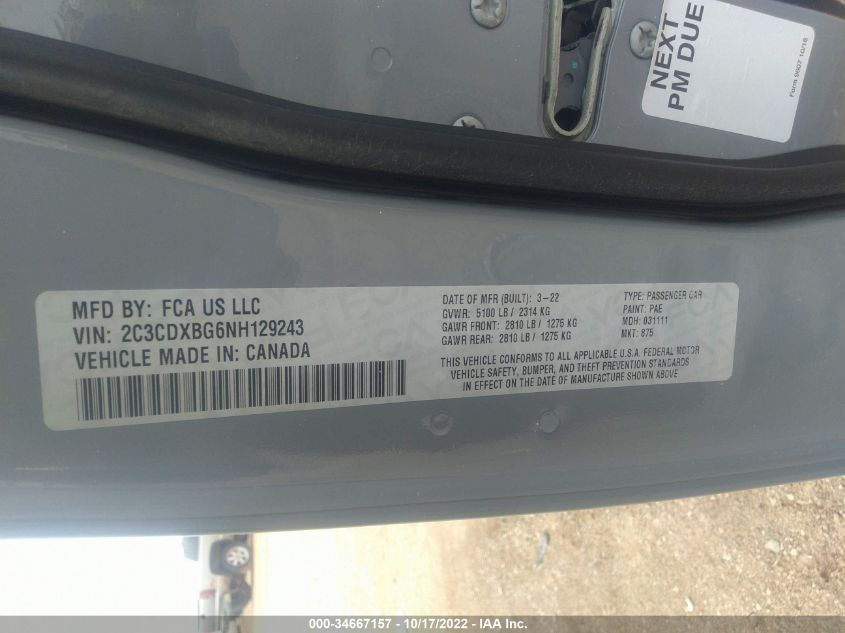 NEXT
PM DUE
Form 9607 10/16
MFD BY: FCA US LLC
VIN: 2C3CDXBG6NH129243
VEHICLE MADE IN: CANADA
DATE OF MFR (BUILT): 3-22
GVWR: 5100 LB / 2314 KG
GAWR FRONT: 2810 LB / 1275 KG
GAWR REAR: 2810 LB / 1275 KG
TYPE: PASSENGER CAR
PAINT: PAE
MDH: 031111
MKT: 875
THIS VEHICLE CONFORMS TO ALL APPLICABLE U.S.A. FEDERAL MOTOR
VEHICLE SAFETY, BUMPER, AND THEFT PREVENTION STANDARDS
IN EFFECT ON THE DATE OF MANUFACTURE SHOWN ABOVE
000-34667157 - 10/17/2022 - IAA Inc.